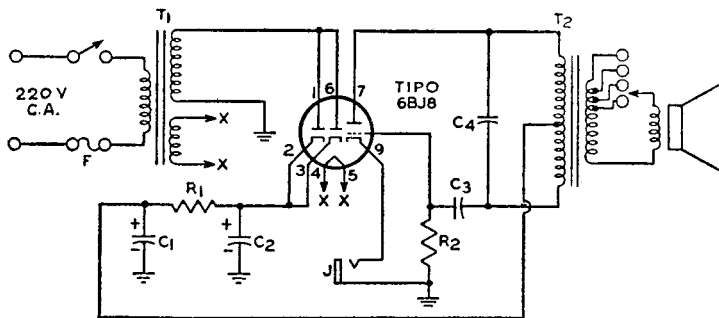 T1
T2
220 V
C.A.
F
X
X
1
6
7
TIPO
6BJ8
2
3
4
5
9
X
X
C4
C3
R1
R2
+
-
C1
+
-
C2
J